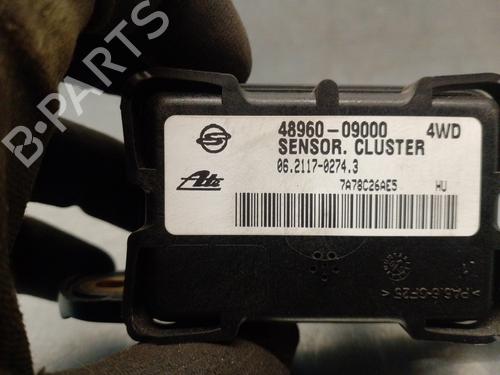 48960-09000 4WD
SENSOR. CLUSTER
Ate 06.2117-0274.3
7A78C26AE5 HU
B-PARTS